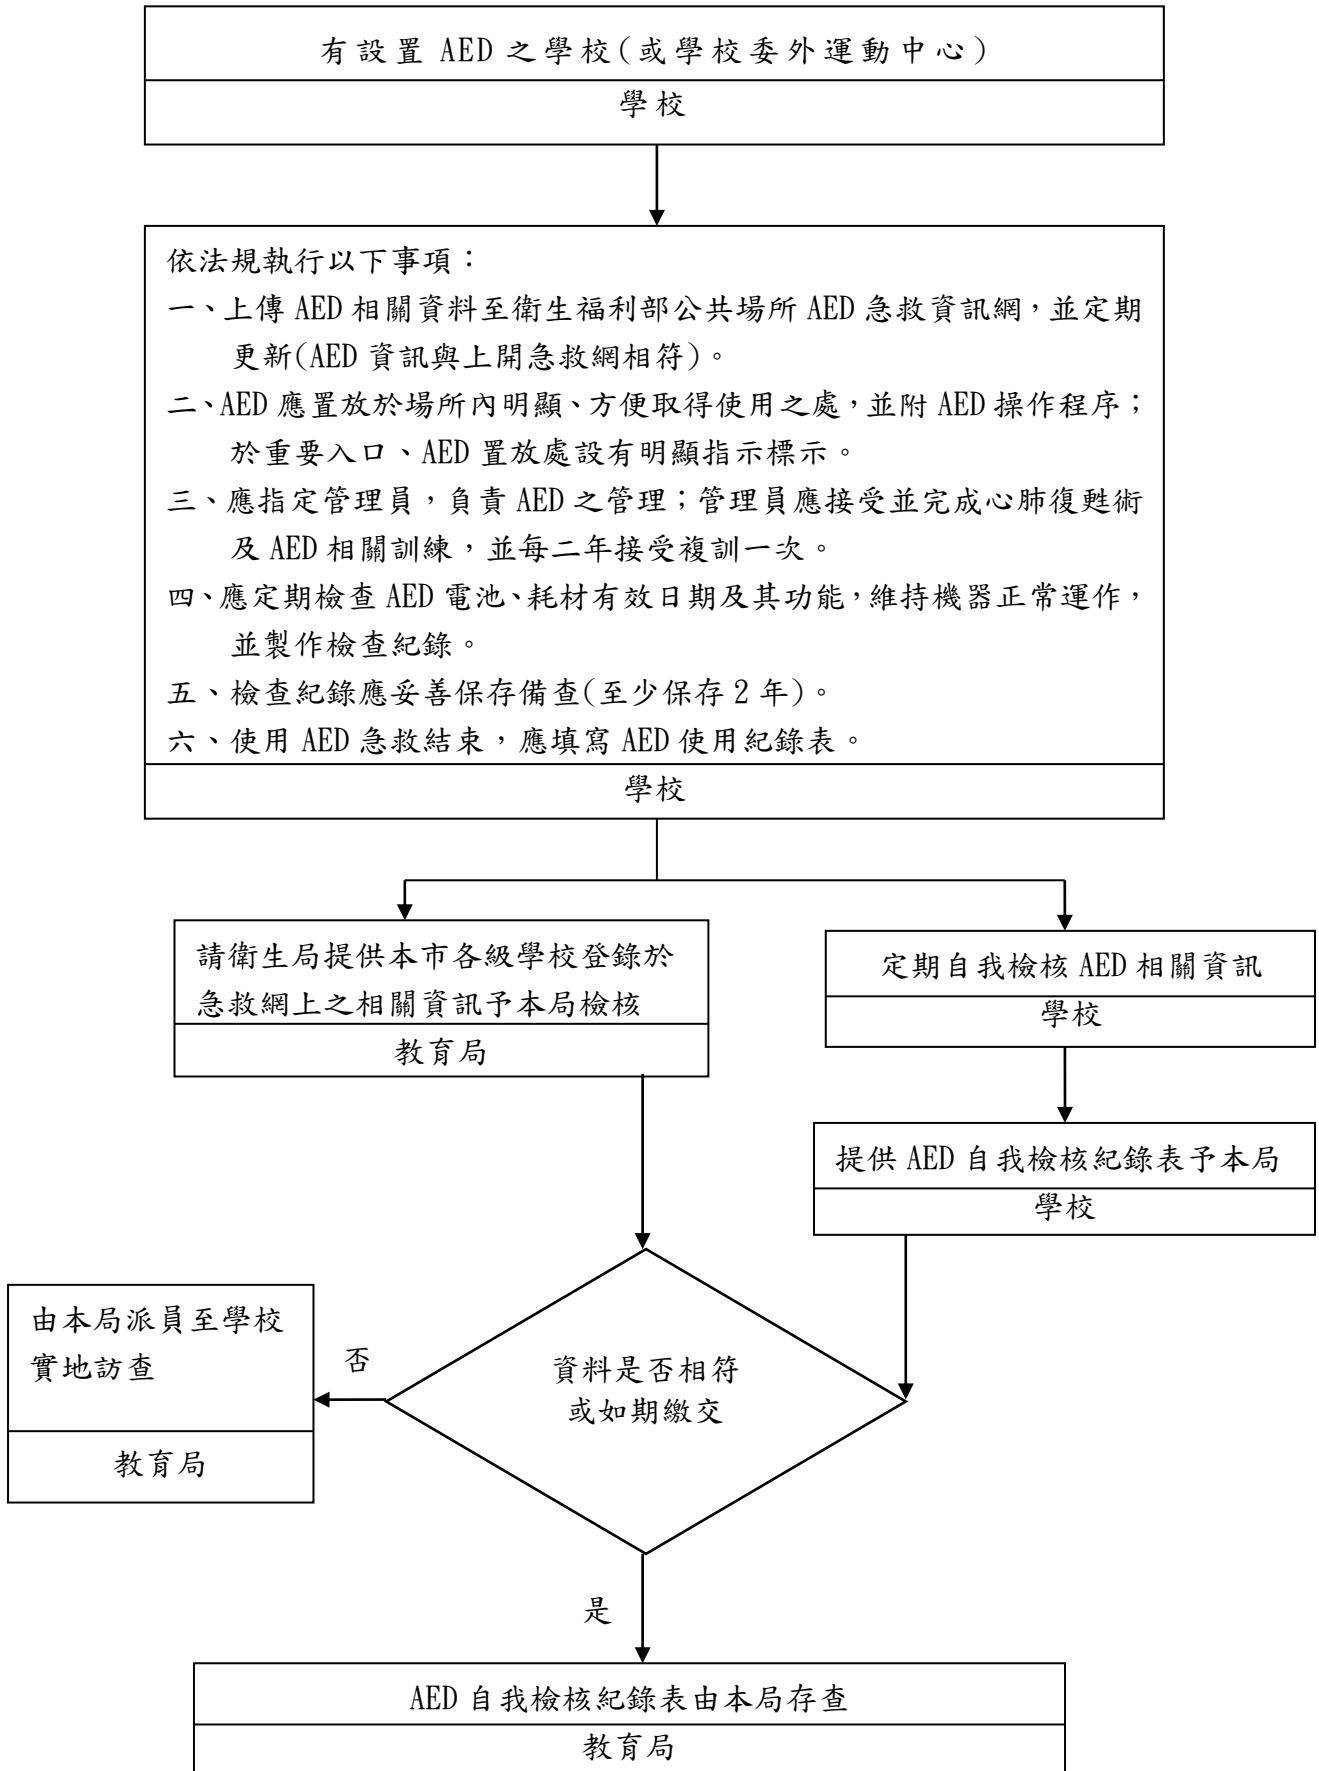 有設置 AED 之學校(或學校委外運動中心)
學校
依法規執行以下事項：
一、上傳 AED 相關資料至衛生福利部公共場所 AED 急救資訊網，並定期
更新(AED 資訊與上開急救網相符)。
二、AED 應置放於場所內明顯、方便取得使用之處，並附 AED 操作程序；
於重要入口、AED 置放處設有明顯指示標示。
三、應指定管理員，負責 AED 之管理；管理員應接受並完成心肺復甦術
及 AED 相關訓練，並每二年接受複訓一次。
四、應定期檢查 AED 電池、耗材有效日期及其功能，維持機器正常運作，
並製作檢查紀錄。
五、檢查紀錄應妥善保存備查(至少保存 2 年)。
六、使用 AED 急救結束，應填寫 AED 使用紀錄表。
學校
請衛生局提供本市各級學校登錄於
急救網上之相關資訊予本局檢核
教育局
定期自我檢核 AED 相關資訊
學校
提供 AED 自我檢核紀錄表予本局
學校
由本局派員至學校
實地訪查
教育局
否
資料是否相符
或如期繳交
是
AED 自我檢核紀錄表由本局存查
教育局